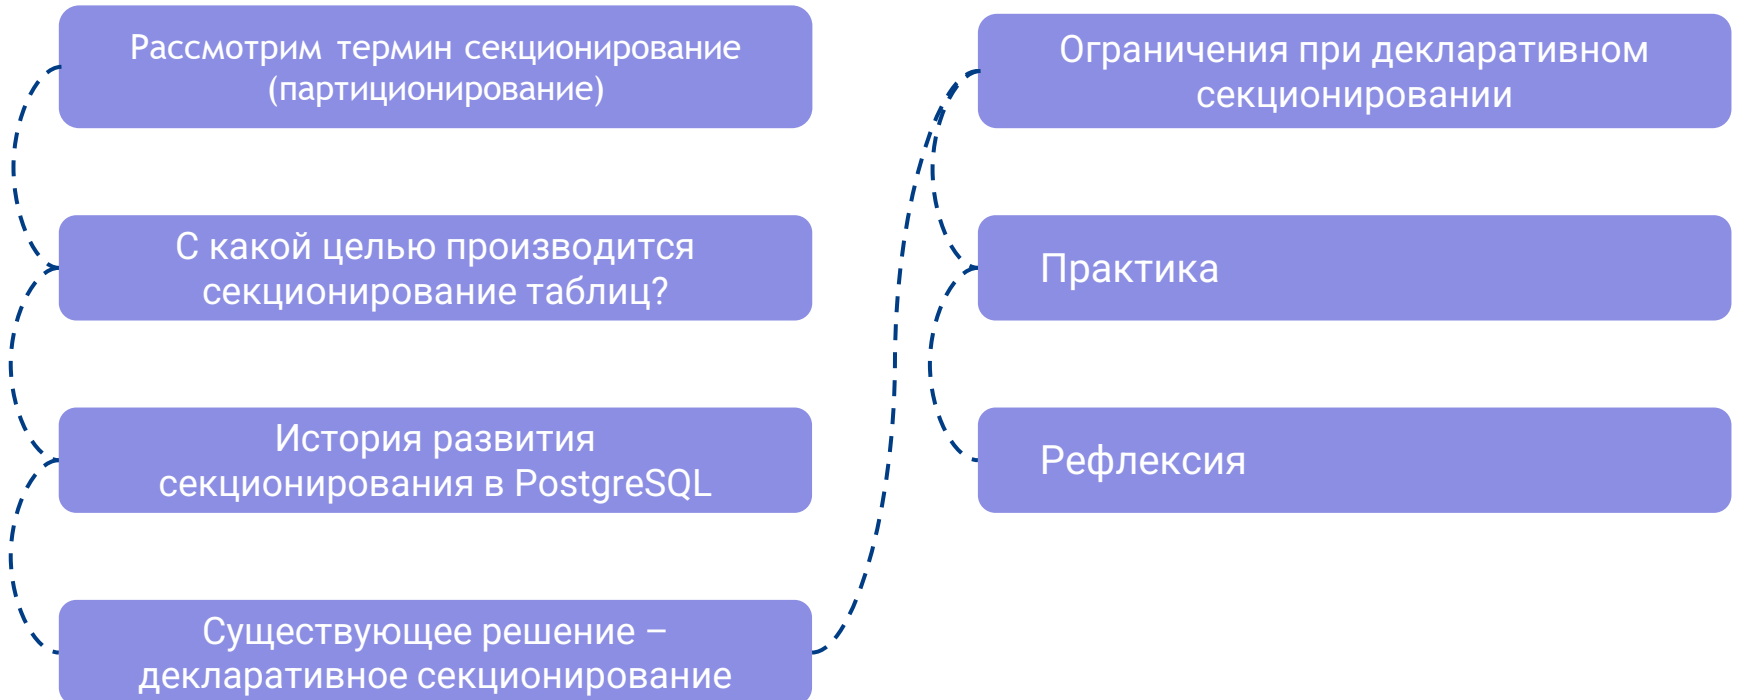 Рассмотрим термин секционирование
(партиционирование)
С какой целью производится
секционирование таблиц?
История развития
секционирования в PostgreSQL
Существующее решение –
декларативное секционирование
Ограничения при декларативном
секционировании
Практика
Рефлексия